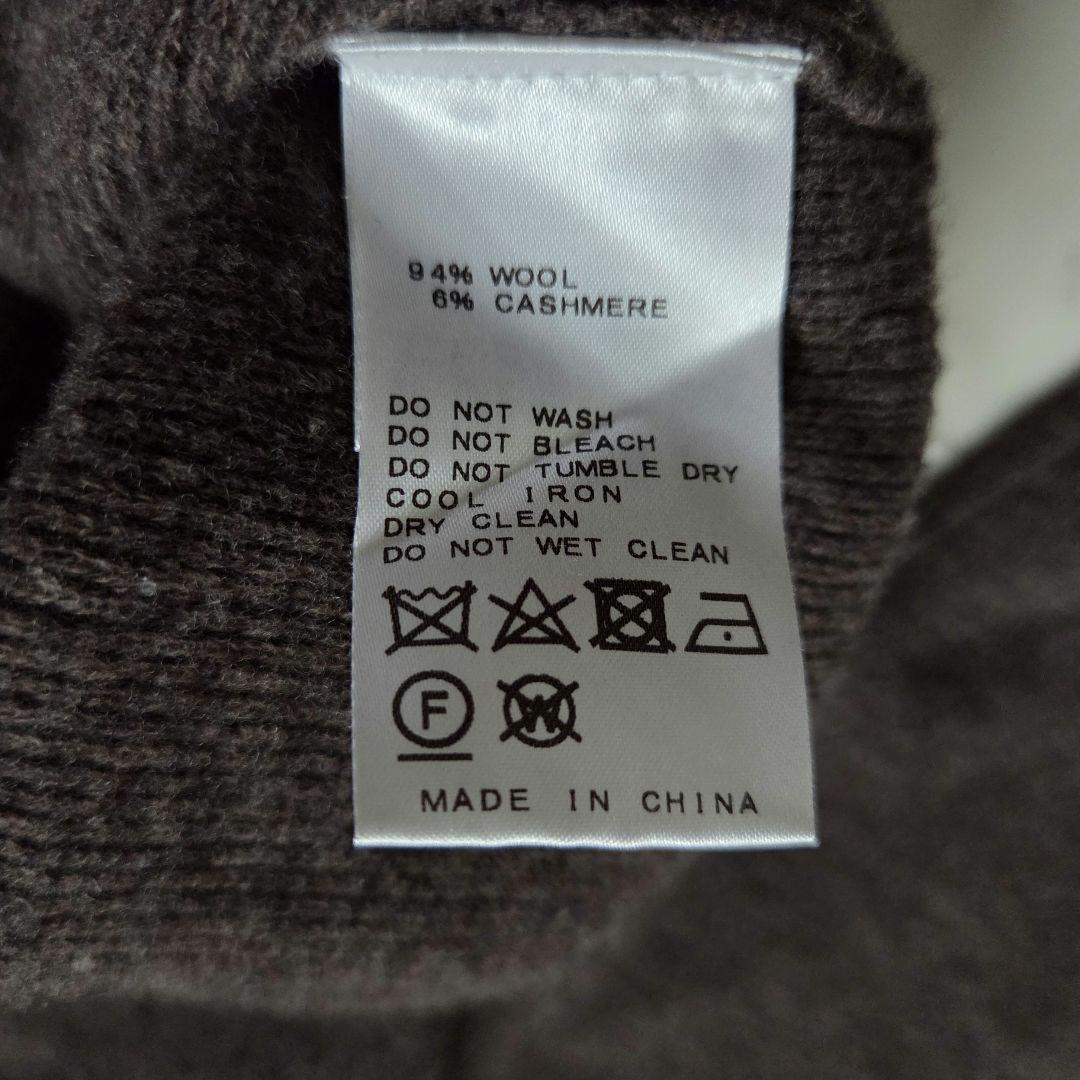 94% WOOL
6% CASHMERE
DO NOT WASH
DO NOT BLEACH
DO NOT TUMBLE DRY
COOL IRON
DRY CLEAN
DO NOT WET CLEAN
F W
MADE IN CHINA